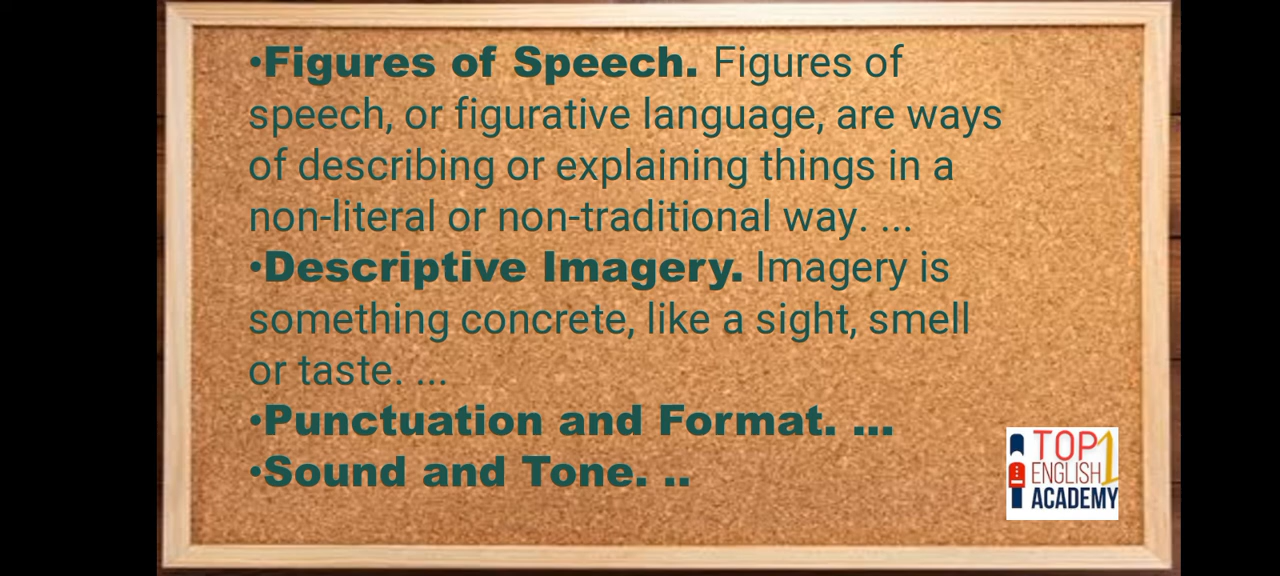 •Figures of Speech. Figures of
speech, or figurative language, are ways
of describing or explaining things in a
non-literal or non-traditional way. ...
•Descriptive Imagery. Imagery is
something concrete, like a sight, smell
or taste. ...
•Punctuation and Format. ...
•Sound and Tone. ..
TOP 1
ENGLISH
ACADEMY